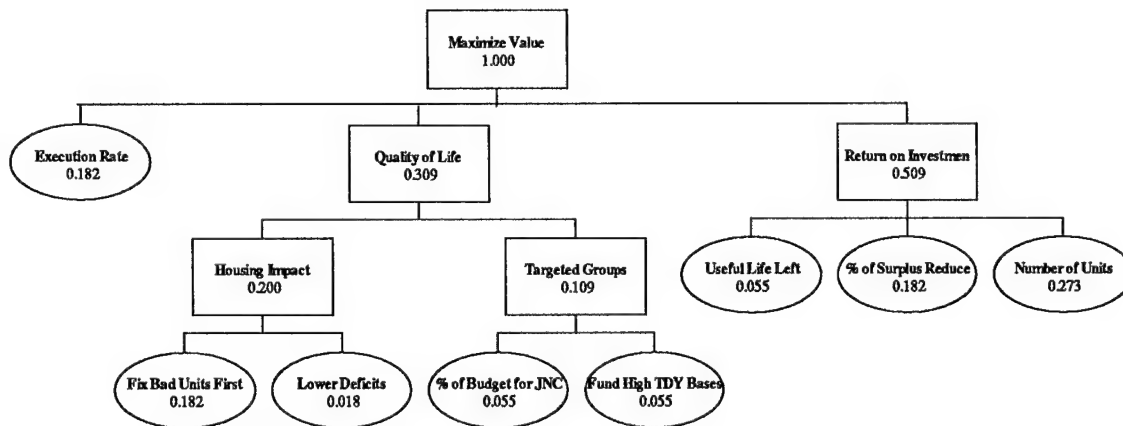 Maximize Value
1.000
Execution Rate
0.182
Quality of Life
0.309
Return on Investmen
0.509
Housing Impact
0.200
Targeted Groups
0.109
Useful Life Left
0.055
% of Surplus Reduce
0.182
Number of Units
0.273
Fix Bad Units First
0.182
Lower Deficits
0.018
% of Budget for JNC
0.055
Fund High TDY Bases
0.055